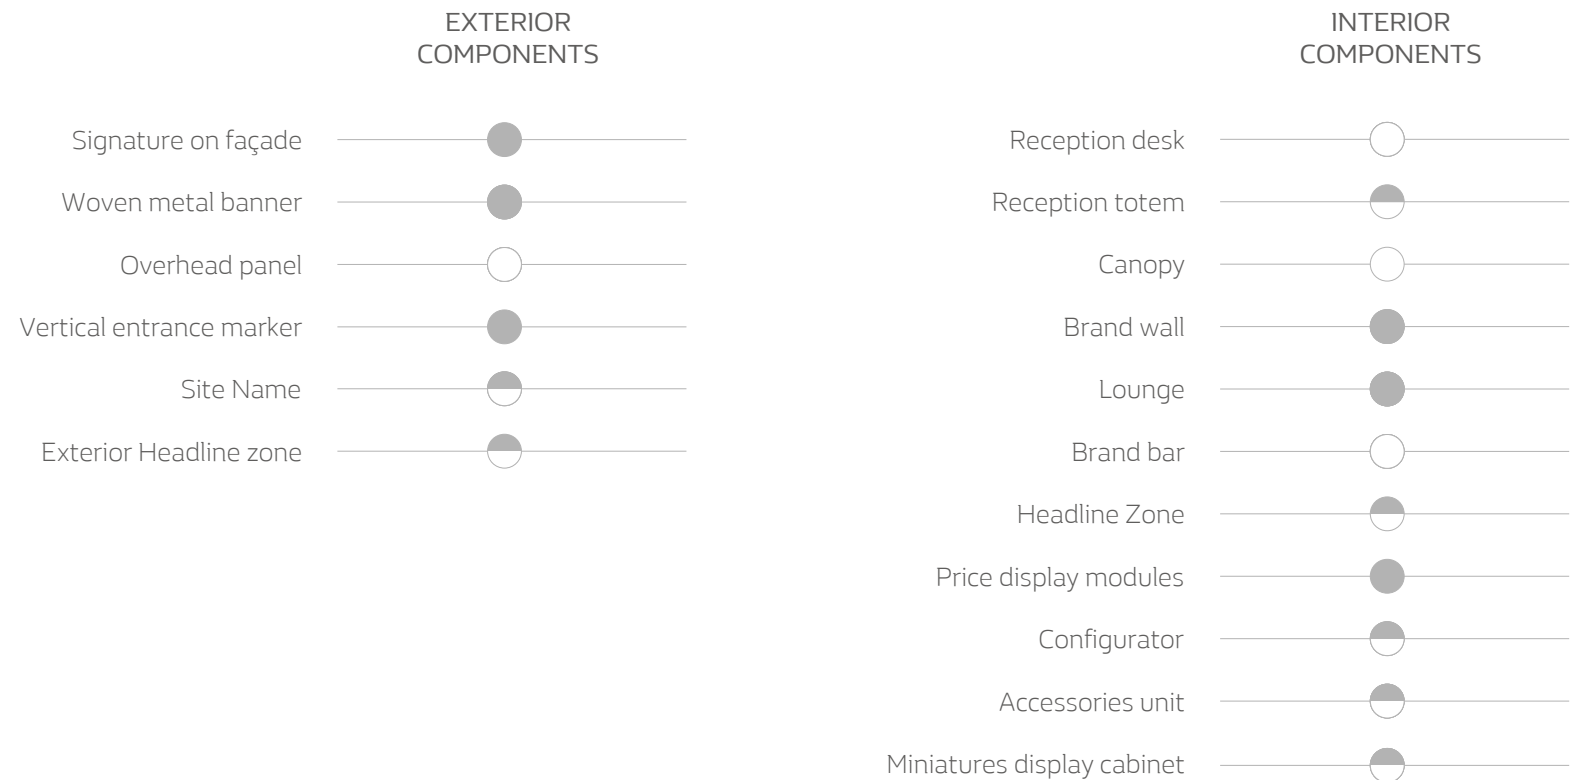 EXTERIOR
COMPONENTS
Signature on façade
Woven metal banner
Overhead panel
Vertical entrance marker
Site Name
Exterior Headline zone
INTERIOR
COMPONENTS
Reception desk
Reception totem
Canopy
Brand wall
Lounge
Brand bar
Headline Zone
Price display modules
Configurator
Accessories unit
Miniatures display cabinet